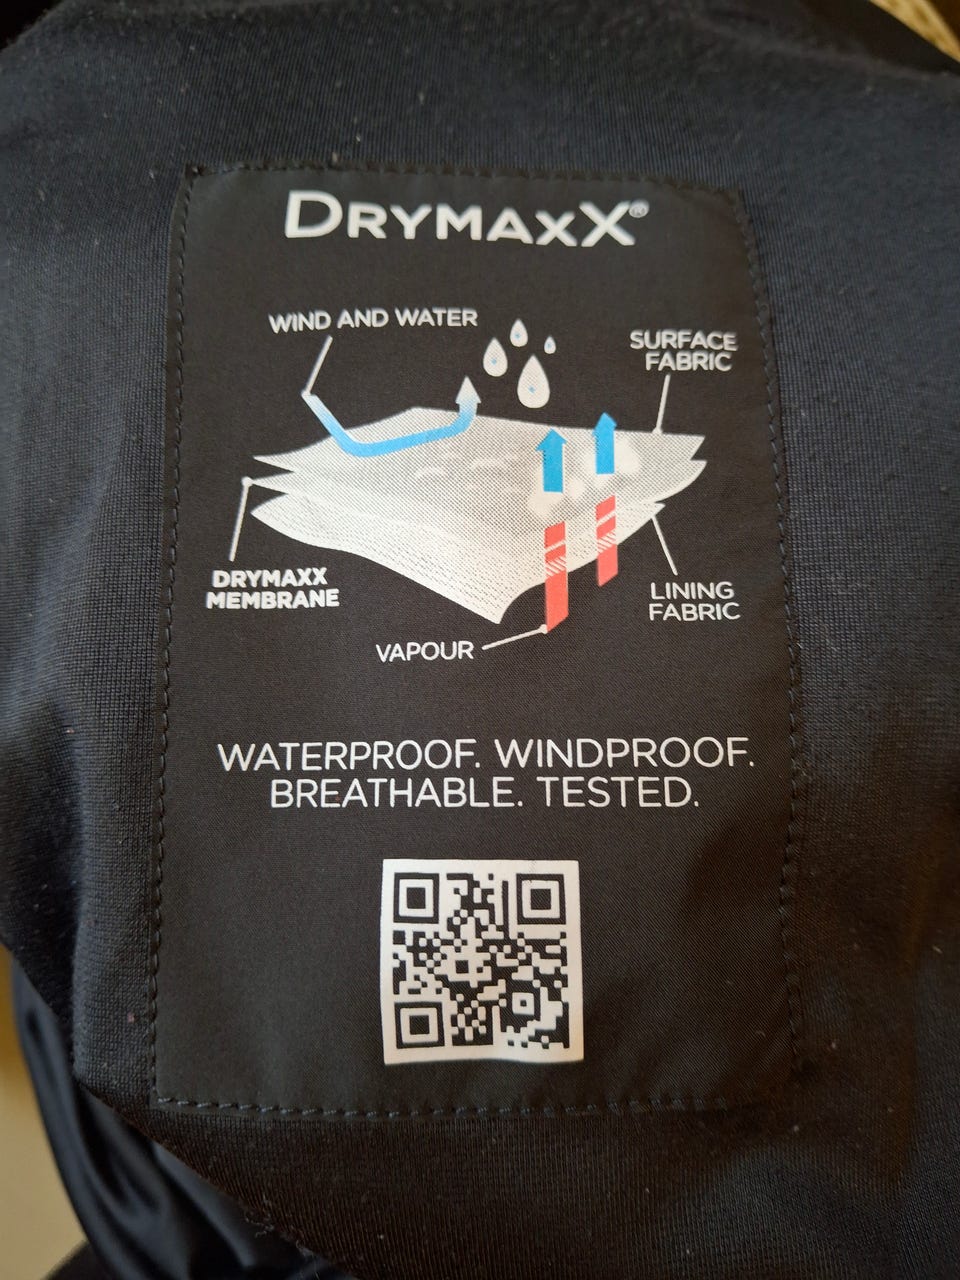 DRYMAXX®
WIND AND WATER
SURFACE
FABRIC
DRYMAXX
MEMBRANE
LINING
FABRIC
VAPOUR
WATERPROOF. WINDPROOF.
BREATHABLE. TESTED.